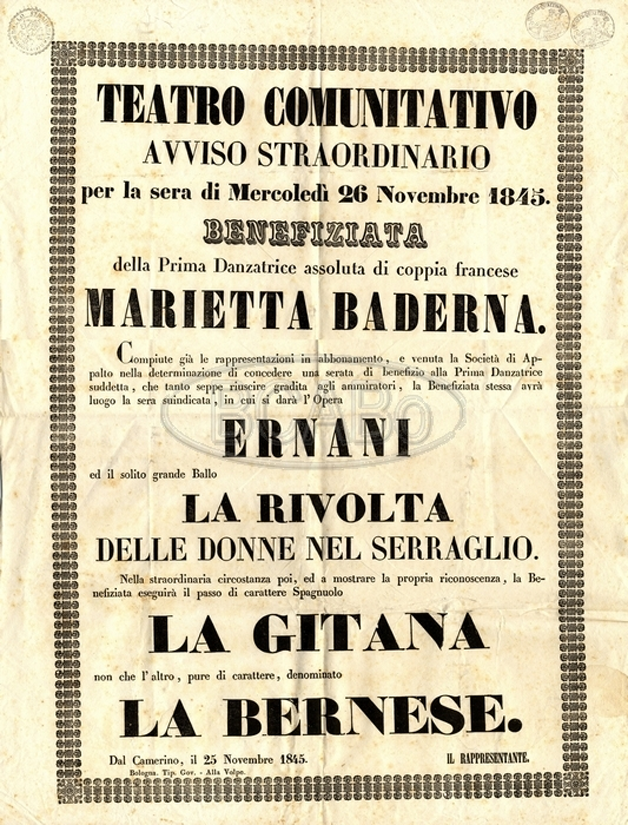 TEATRO COMUNITATIVO
AVVISO STRAORDINARIO
per la sera di Mercoledì 26 Novembre 1845.
BENEFIZIATA
della Prima Danzatrice assoluta di coppia francese
MARIETTA BADERNA.
Compiute già le rappresentazioni in abbonamento, e venuta la Società di Ap-
palto nella determinazione di concedere una serata di benefizio alla Prima Danzatrice
suddetta, che tanto seppe riuscire gradita agli ammiratori, la Benefiziata stessa avrà
luogo la sera suindicata, in cui si darà l'Opera
ERNANI
ed il solito grande Ballo
LA RIVOLTA
DELLE DONNE NEL SERRAGLIO.
Nella straordinaria circostanza poi, ed a mostrare la propria riconoscenza, la Be-
nefiziata eseguirà il passo di carattere Spagnuolo
LA GITANA
non che l'altro, pure di carattere, denominato
LA BERNESE.
Dal Camerino, il 25 Novembre 1845. IL RAPPRESENTANTE.
Bologna. Tip. Gov. - Alla Volpe.